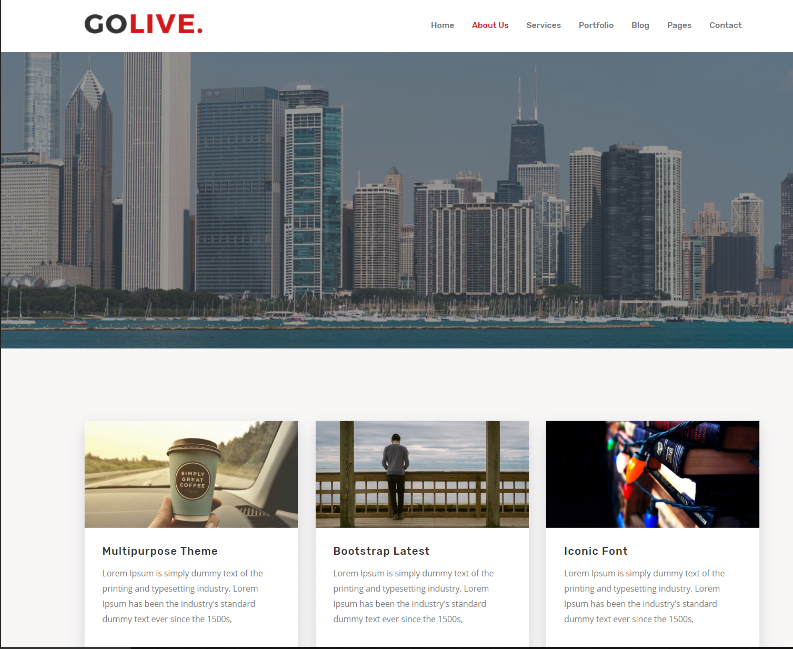 GOLIVE.
Home About Us Services Portfolio Blog Pages Contact
SIMPLY
GREAT
COFFEE
Multipurpose Theme
Lorem Ipsum is simply dummy text of the
printing and typesetting industry. Lorem
Ipsum has been the industry's standard
dummy text ever since the 1500s,
Bootstrap Latest
Lorem Ipsum is simply dummy text of the
printing and typesetting industry. Lorem
Ipsum has been the industry's standard
dummy text ever since the 1500s,
Iconic Font
Lorem Ipsum is simply dummy text of the
printing and typesetting industry. Lorem
Ipsum has been the industry's standard
dummy text ever since the 1500s,